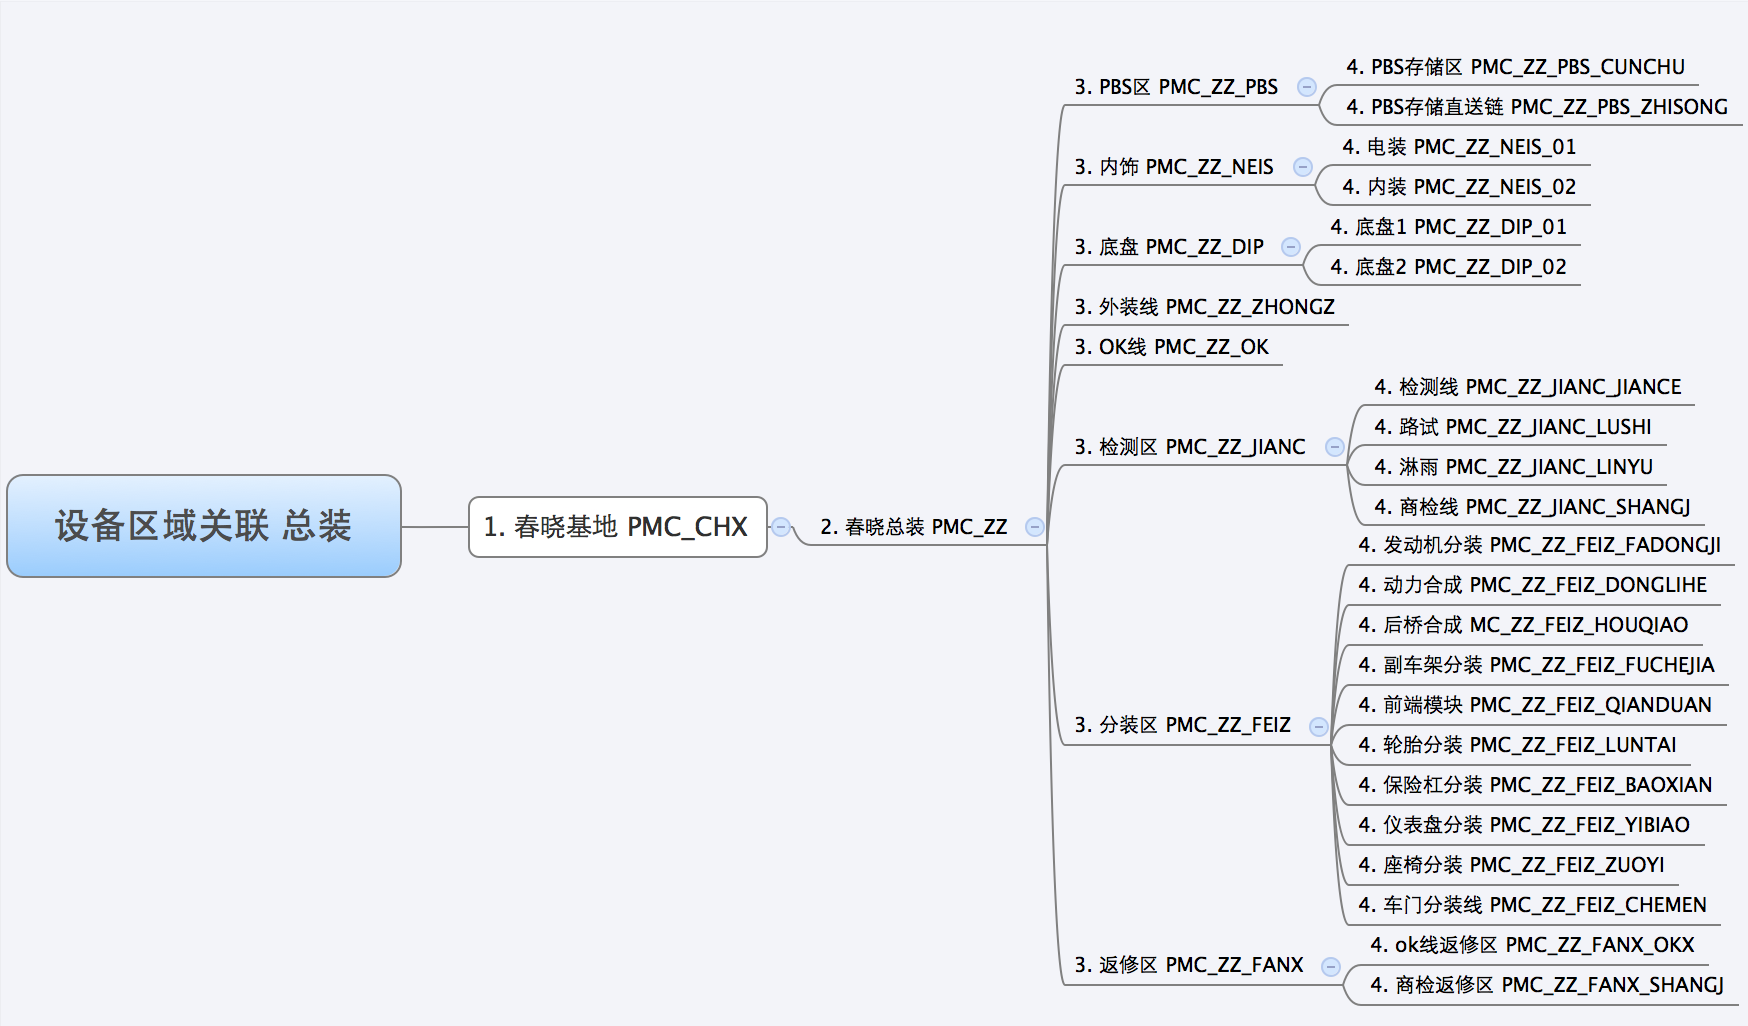 设备区域关联 总装
1. 春晓基地 PMC_CHX
2. 春晓总装 PMC_ZZ
3. PBS区 PMC_ZZ_PBS
4. PBS存储区 PMC_ZZ_PBS_CUNCHU
4. PBS存储直送链 PMC_ZZ_PBS_ZHISONG
3. 内饰 PMC_ZZ_NEIS
4. 电装 PMC_ZZ_NEIS_01
4. 内装 PMC_ZZ_NEIS_02
3. 底盘 PMC_ZZ_DIP
4. 底盘1 PMC_ZZ_DIP_01
4. 底盘2 PMC_ZZ_DIP_02
3. 外装线 PMC_ZZ_ZHONGZ
3. OK线 PMC_ZZ_OK
3. 检测区 PMC_ZZ_JIANC
4. 检测线 PMC_ZZ_JIANC_JIANCE
4. 路试 PMC_ZZ_JIANC_LUSHI
4. 淋雨 PMC_ZZ_JIANC_LINYU
4. 商检线 PMC_ZZ_JIANC_SHANGJ
3. 分装区 PMC_ZZ_FEIZ
4. 发动机分装 PMC_ZZ_FEIZ_FADONGJI
4. 动力合成 PMC_ZZ_FEIZ_DONGLIHE
4. 后桥合成 MC_ZZ_FEIZ_HOUQIAO
4. 副车架分装 PMC_ZZ_FEIZ_FUCHEJIA
4. 前端模块 PMC_ZZ_FEIZ_QIANDUAN
4. 轮胎分装 PMC_ZZ_FEIZ_LUNTAI
4. 保险杠分装 PMC_ZZ_FEIZ_BAOXIAN
4. 仪表盘分装 PMC_ZZ_FEIZ_YIBIAO
4. 座椅分装 PMC_ZZ_FEIZ_ZUOYI
4. 车门分装线 PMC_ZZ_FEIZ_CHEMEN
3. 返修区 PMC_ZZ_FANX
4. ok线返修区 PMC_ZZ_FANX_OKX
4. 商检返修区 PMC_ZZ_FANX_SHANGJ